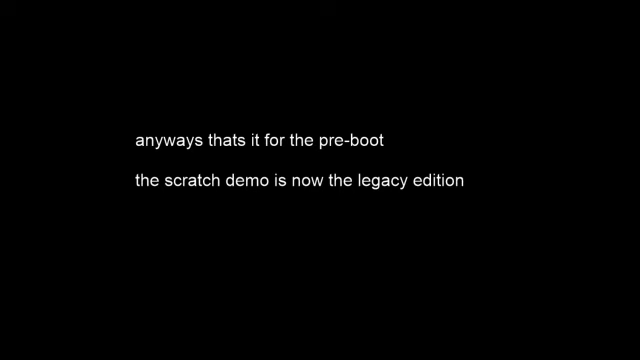 anyways thats it for the pre-boot
the scratch demo is now the legacy edition